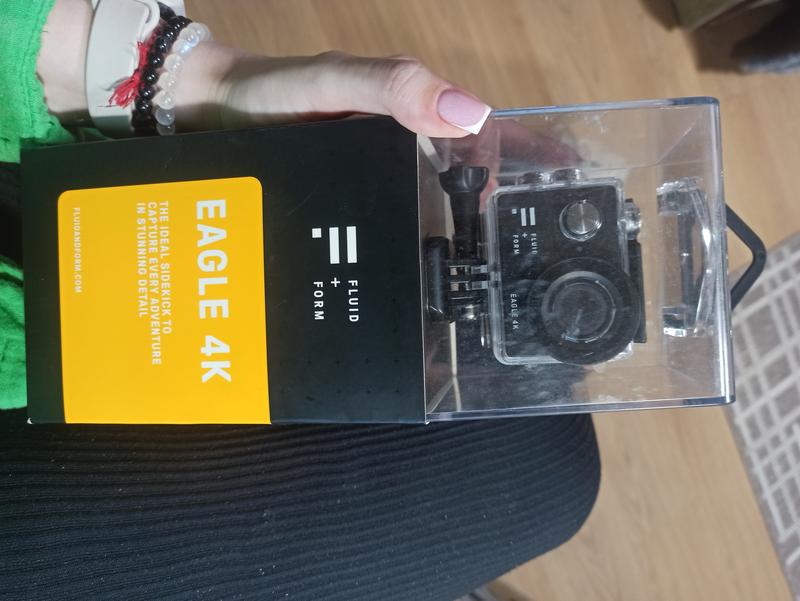 EAGLE 4K
FLUID
+
FORM
EAGLE 4K
THE IDEAL SIDEKICK TO
CAPTURE EVERY ADVENTURE
IN STUNNING DETAIL
FLUIDANDFORM.COM
FLUID
+
FORM